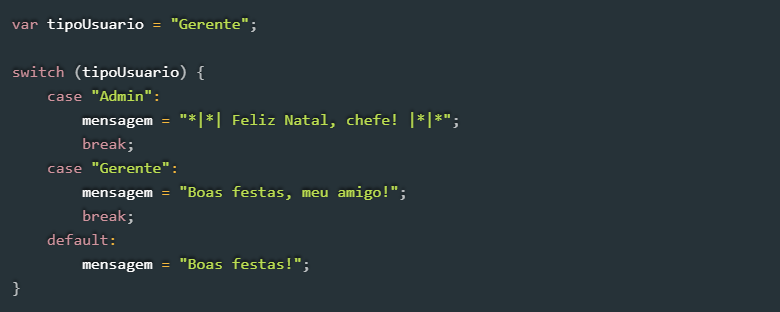 var tipoUsuario = "Gerente";
switch (tipoUsuario) {
case "Admin":
mensagem = "*|*| Feliz Natal, chefe! |*|*";
break;
case "Gerente":
mensagem = "Boas festas, meu amigo!";
break;
default:
mensagem = "Boas festas!";
}